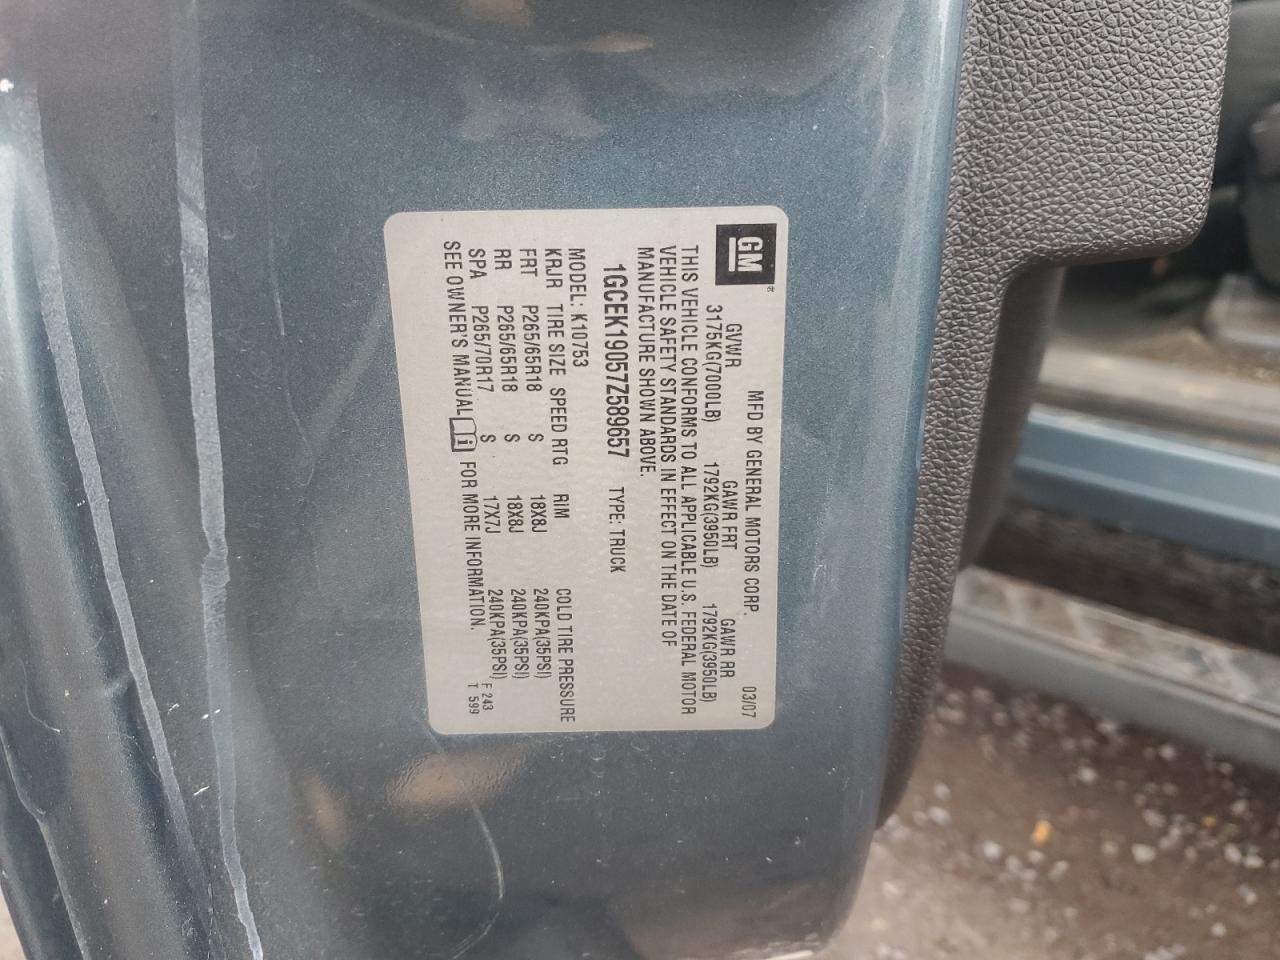 GM ®
MFD BY GENERAL MOTORS CORP. 03/07
GVWR GAWR FRT GAWR RR
3175KG(7000LB) 1792KG(3950LB) 1792KG(3950LB)
THIS VEHICLE CONFORMS TO ALL APPLICABLE U.S. FEDERAL MOTOR
VEHICLE SAFETY STANDARDS IN EFFECT ON THE DATE OF
MANUFACTURE SHOWN ABOVE.
1GCEK19057Z589657 TYPE: TRUCK
MODEL: K10753
KRJR TIRE SIZE SPEED RTG RIM COLD TIRE PRESSURE
FRT P265/65R18 S 18X8J 240KPA(35PSI)
RR P265/65R18 S 18X8J 240KPA(35PSI)
SPA P265/70R17 S 17X7J 240KPA(35PSI)
SEE OWNER'S MANUAL i FOR MORE INFORMATION.
F 243
T 599